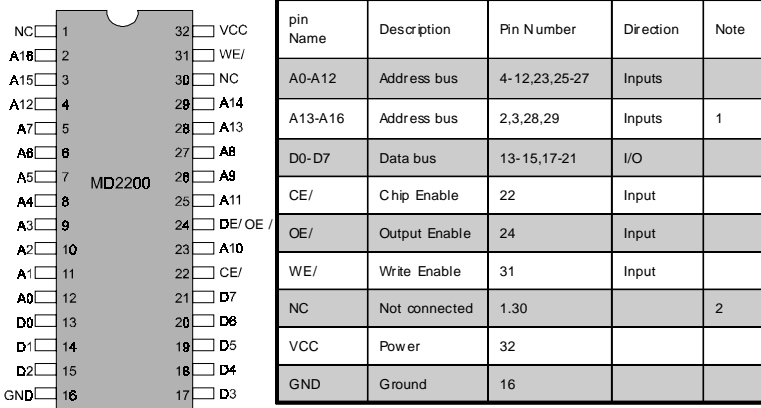 NC 1 32 VCC
A16 2 31 WE/
A15 3 30 NC
A12 4 29 A14
A7 5 28 A13
A6 6 27 A8
A5 7 26 A9
MD2200
A4 8 25 A11
A3 9 24 OE/ OE /
A2 10 23 A10
A1 11 22 CE/
A0 12 21 D7
D0 13 20 D6
D1 14 19 D5
D2 15 18 D4
GND 16 17 D3
pin Name Description Pin Number Direction Note
A0-A12 Address bus 4-12,23,25-27 Inputs
A13-A16 Address bus 2,3,28,29 Inputs 1
D0-D7 Data bus 13-15,17-21 I/O
CE/ Chip Enable 22 Input
OE/ Output Enable 24 Input
WE/ Write Enable 31 Input
NC Not connected 1.30 2
VCC Power 32
GND Ground 16